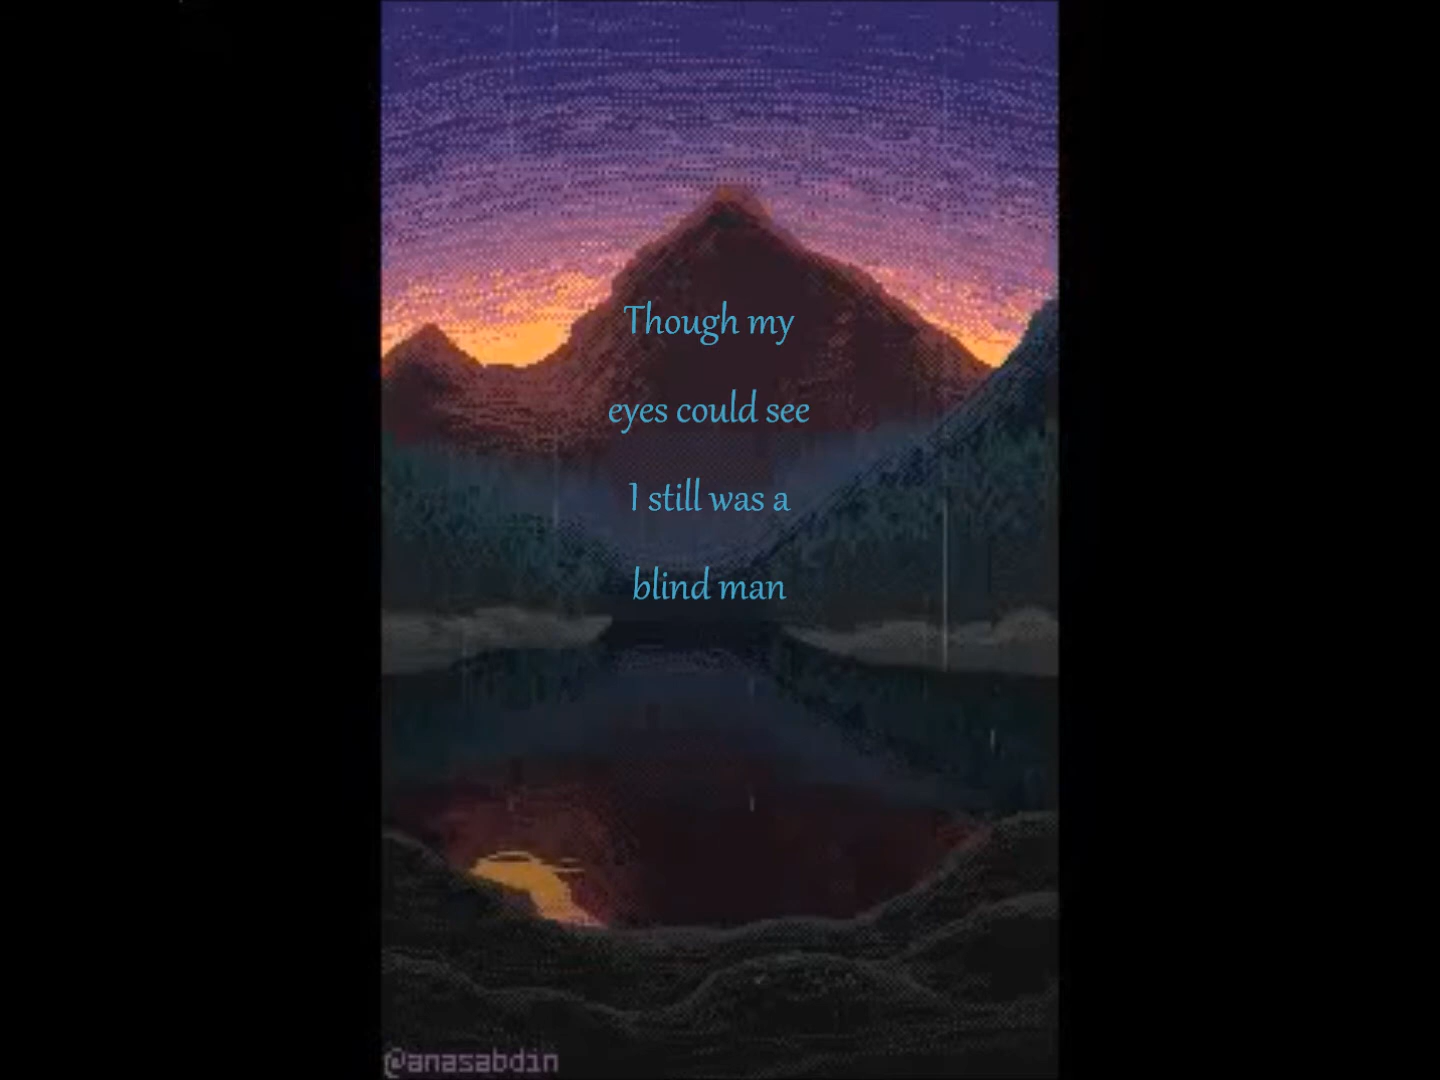 Though my
eyes could see
I still was a
blind man
@anasabdin